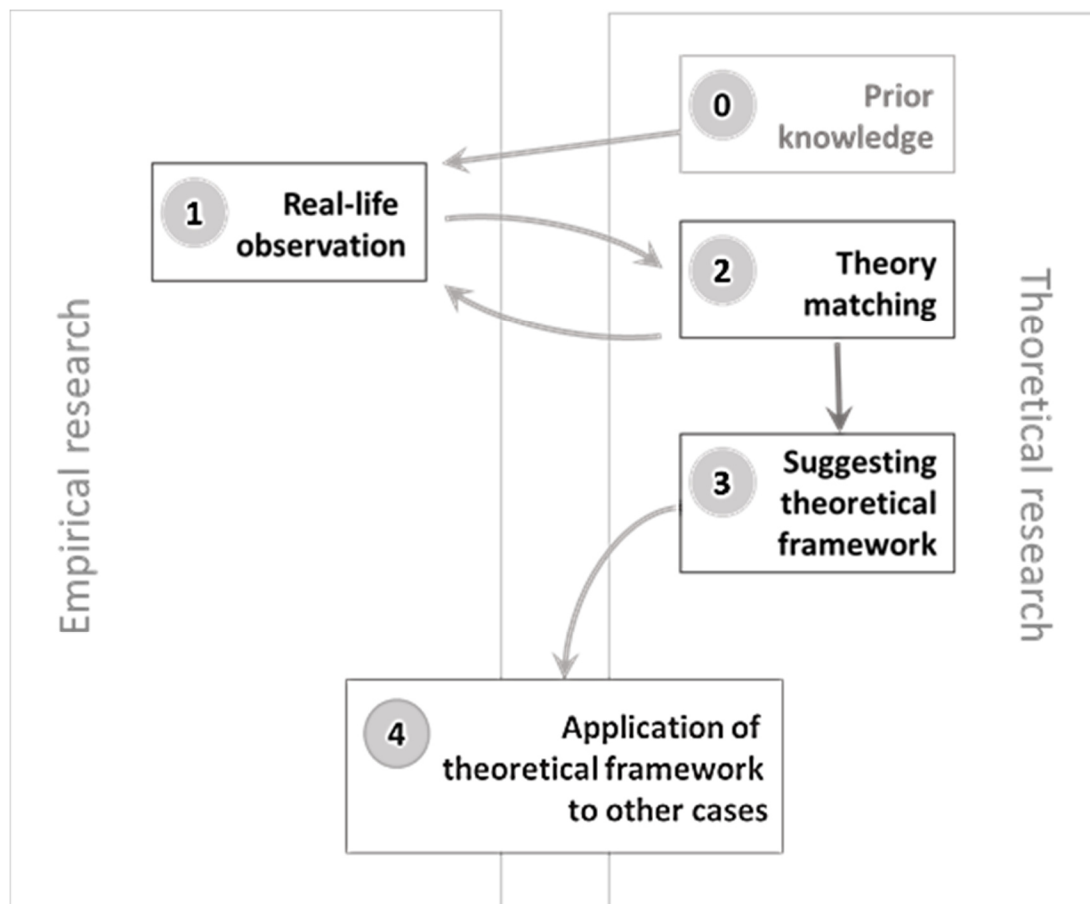 0
Prior
knowledge
1
Real-life
observation
2
Theory
matching
3
Suggesting
theoretical
framework
4
Application of
theoretical framework
to other cases
Empirical research
Theoretical research